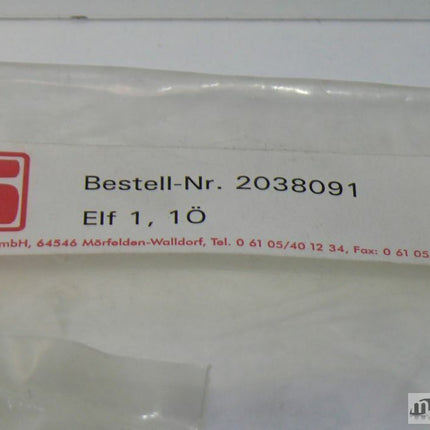 Bestell-Nr. 2038091
Elf 1, 1Ö
mbH, 64546 Mörfelden-Walldorf, Tel. 0 61 05/40 12 34, Fax: 0 61 05